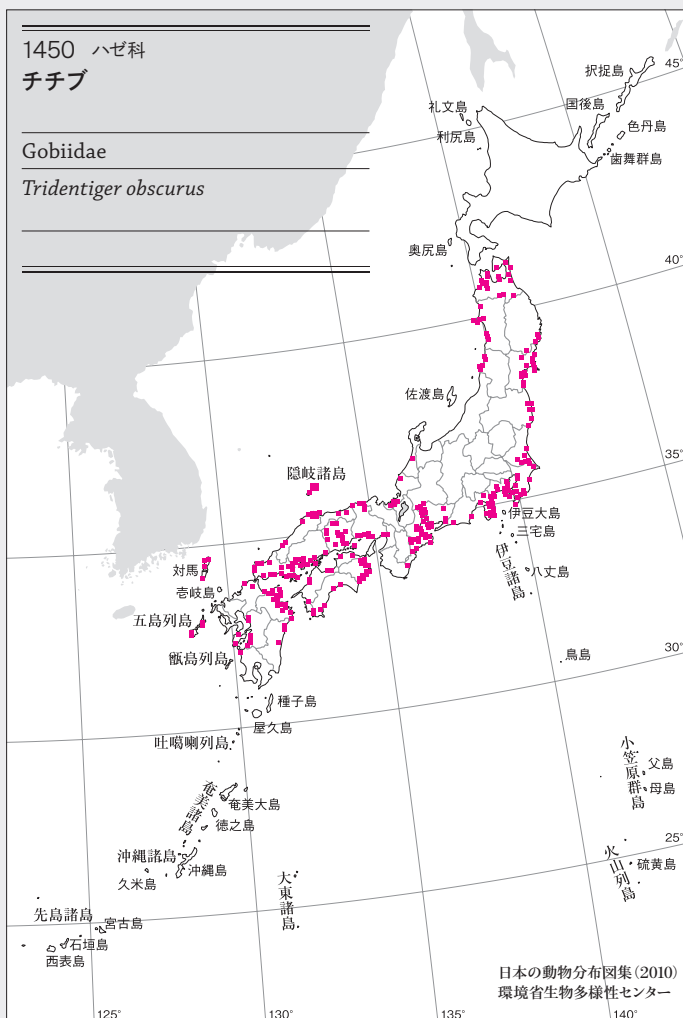 1450 ハゼ科
チチブ
Gobiidae
Tridentiger obscurus
45°
択捉島
国後島
礼文島
色丹島
利尻島
歯舞群島
奥尻島
40°
佐渡島
35°
隠岐諸島
伊豆大島
三宅島
伊豆諸島
八丈島
対馬
壱岐島
五島列島
甑島列島
鳥島
30°
種子島
屋久島
吐噶喇列島
小笠原群島
父島
母島
奄美諸島
奄美大島
徳之島
25°
沖縄諸島
沖縄島
久米島
大東諸島
火山列島
硫黄島
先島諸島
宮古島
石垣島
西表島
日本の動物分布図集(2010)
環境省生物多様性センター
125°
130°
135°
140°